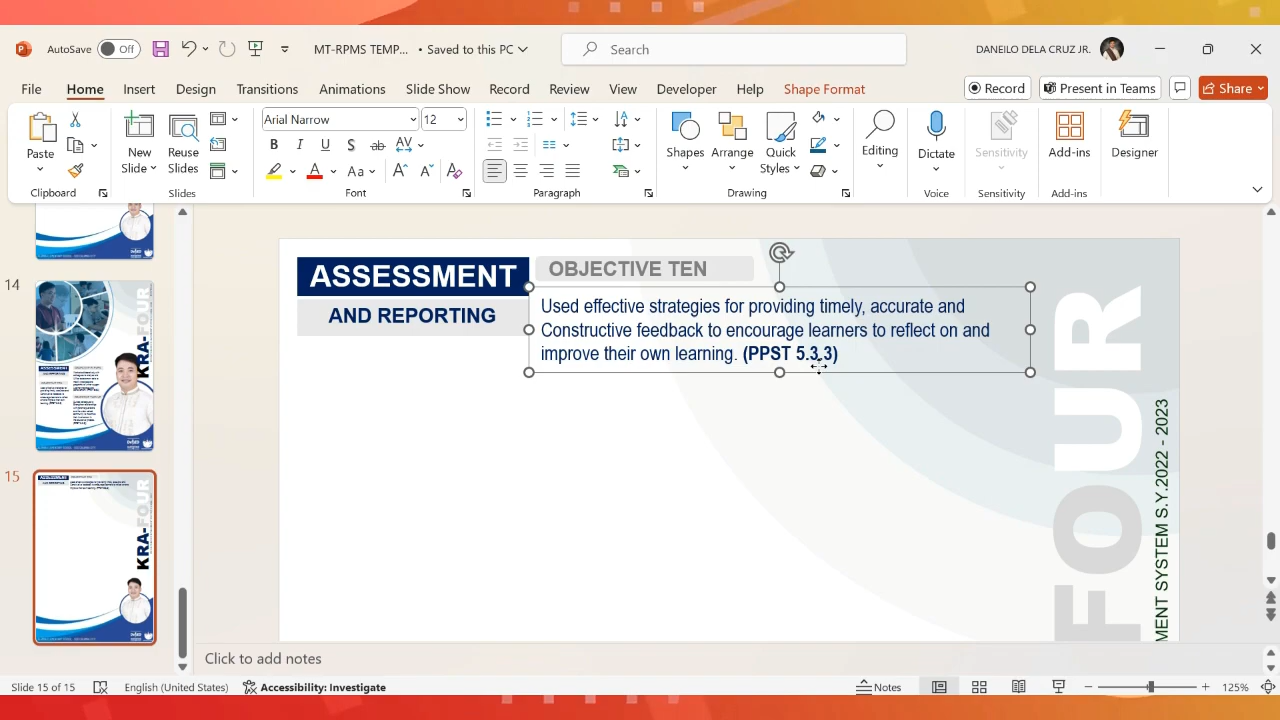 AutoSave Off MT-RPMS TEMP... • Saved to this PC Search DANEILO DELA CRUZ JR.
File Home Insert Design Transitions Animations Slide Show Record Review View Developer Help Shape Format Record Present in Teams Share
Arial Narrow 12
Paste New Slide Reuse Slides Shapes Arrange Quick Styles Editing Dictate Sensitivity Add-ins Designer
Clipboard Slides Font Paragraph Drawing Voice Sensitivity Add-ins
14
KRA-FOUR
15
KRA-FOUR
ASSESSMENT
AND REPORTING
OBJECTIVE TEN
Used effective strategies for providing timely, accurate and
Constructive feedback to encourage learners to reflect on and
improve their own learning. (PPST 5.3.3)
FOUR
MENT SYSTEM S.Y.2022 - 2023
Click to add notes
Slide 15 of 15 English (United States) Accessibility: Investigate Notes 125%